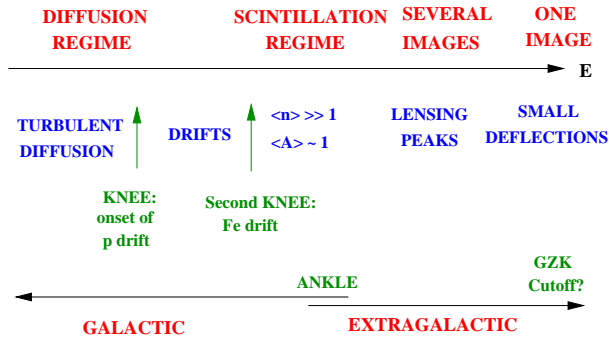 DIFFUSION SCINTILLATION SEVERAL ONE
REGIME REGIME IMAGES IMAGE
E
TURBULENT DRIFTS <n> >> 1 LENSING SMALL
DIFFUSION <A> ~ 1 PEAKS DEFLECTIONS
KNEE: Second KNEE:
onset of Fe drift
p drift
GZK
ANKLE Cutoff?
GALACTIC EXTRAGALACTIC